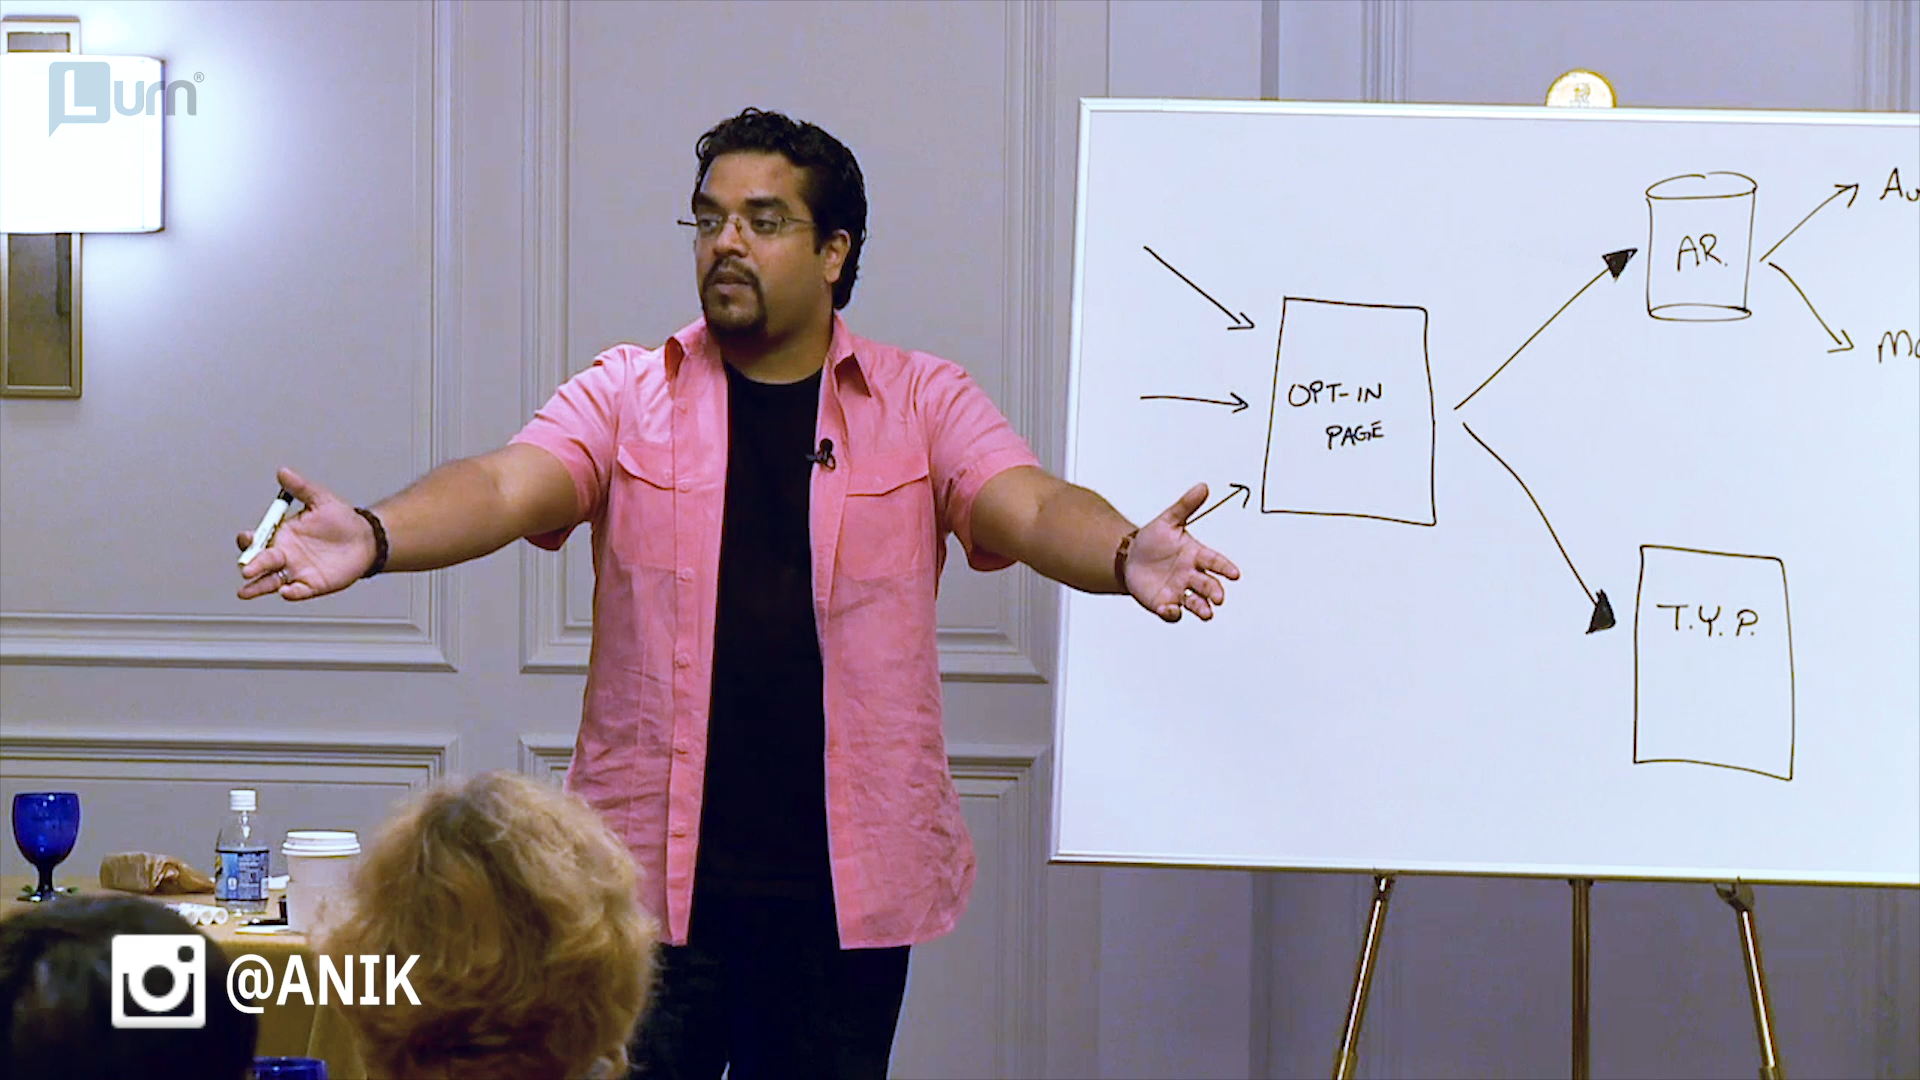 Lurn®
AR.
OPT-IN
PAGE
T.Y.P.
@ANIK